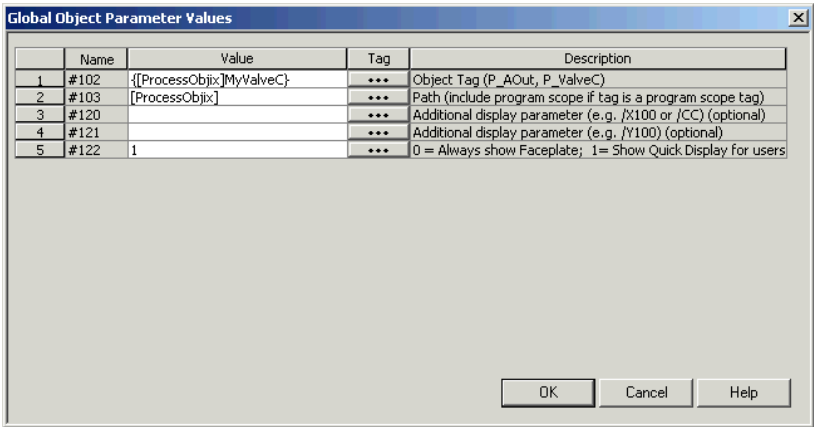 Global Object Parameter Values
Name Value Tag Description
1 #102 {[ProcessObjix]MyValveC} ••• Object Tag (P_AOut, P_ValveC)
2 #103 [ProcessObjix] ••• Path (include program scope if tag is a program scope tag)
3 #120 ••• Additional display parameter (e.g. /X100 or /CC) (optional)
4 #121 ••• Additional display parameter (e.g. /Y100) (optional)
5 #122 1 ••• 0 = Always show Faceplate; 1= Show Quick Display for users
OK Cancel Help